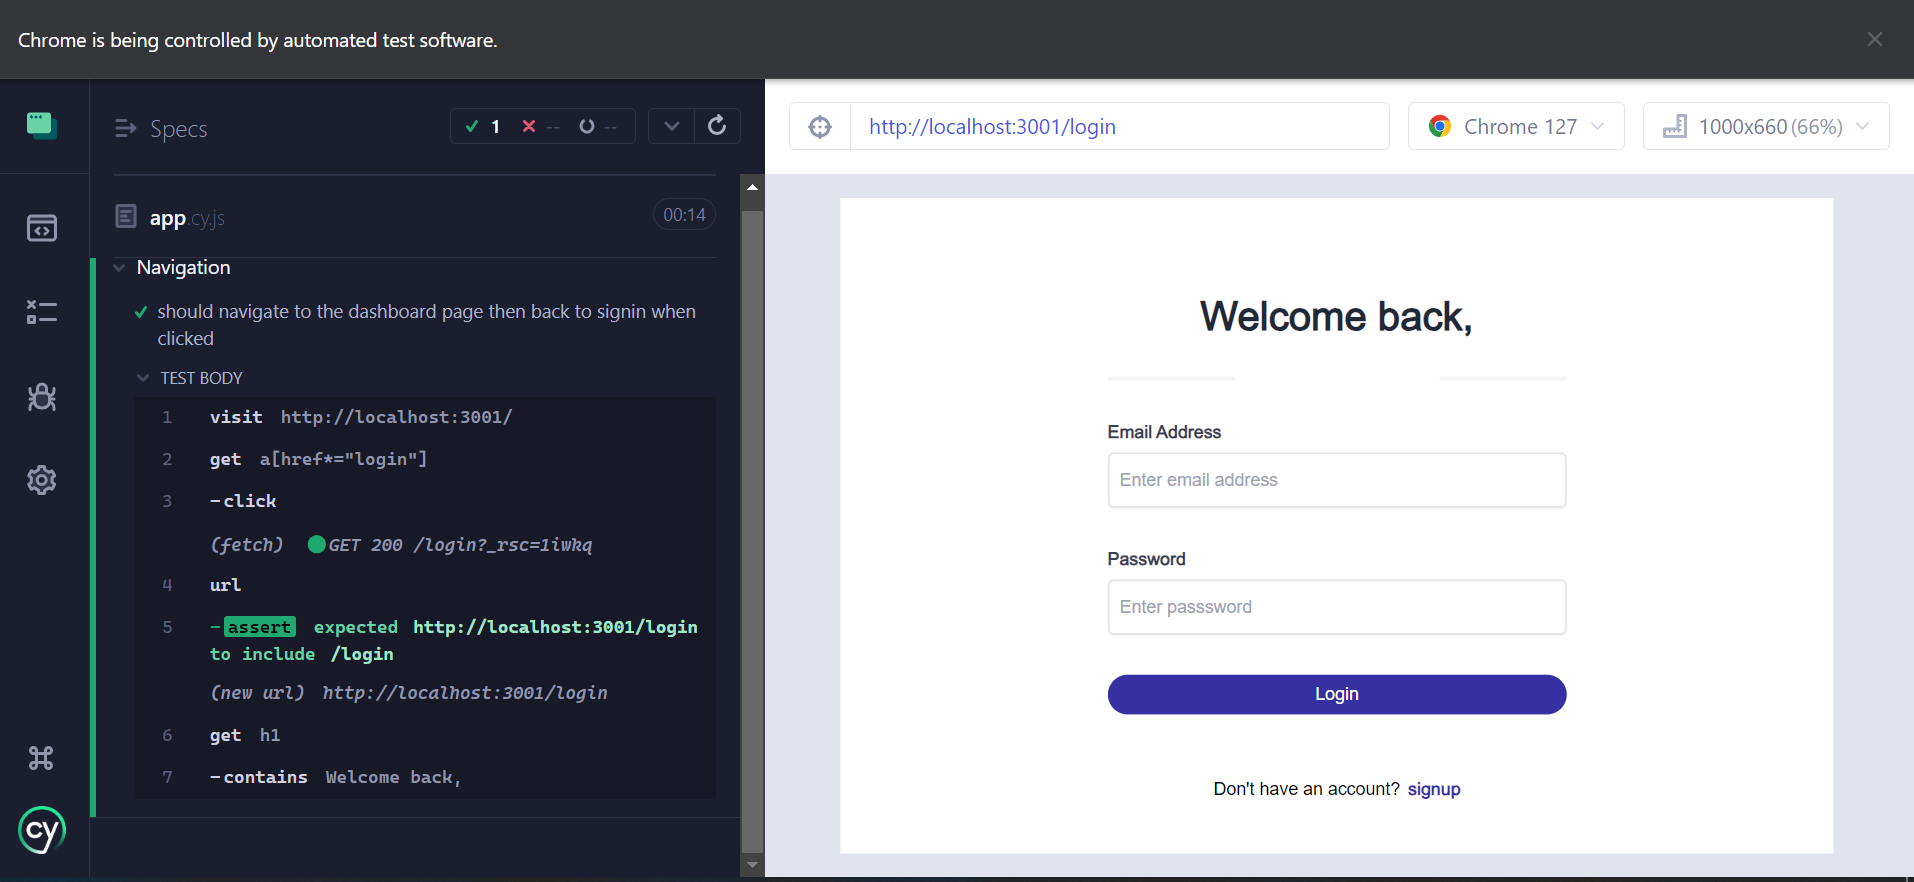 Chrome is being controlled by automated test software.
Specs
1 -- --
http://localhost:3001/login
Chrome 127
1000x660 (66%)
app.cy.js
00:14
Navigation
should navigate to the dashboard page then back to signin when
clicked
TEST BODY
1 visit http://localhost:3001/
2 get a[href*="login"]
3 -click
(fetch) GET 200 /login?_rsc=1iwkq
4 url
5 -assert expected http://localhost:3001/login
to include /login
(new url) http://localhost:3001/login
6 get h1
7 -contains Welcome back,
cy
Welcome back,
Email Address
Enter email address
Password
Enter passsword
Login
Don't have an account? signup